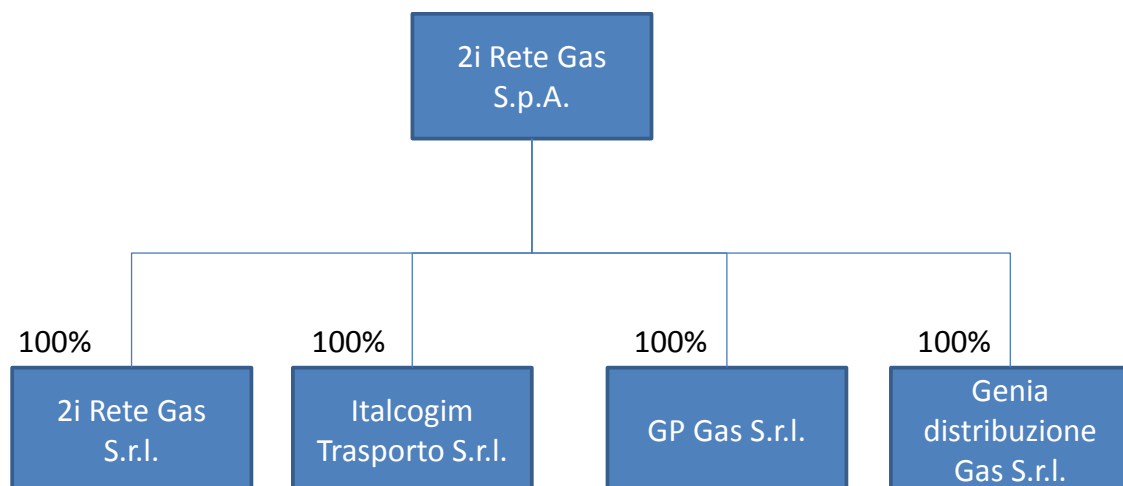 2i Rete Gas
S.p.A.
100%
100%
100%
100%
2i Rete Gas
S.r.l.
Italcogim
Trasporto S.r.l.
GP Gas S.r.l.
Genia
distribuzione
Gas S.r.l.